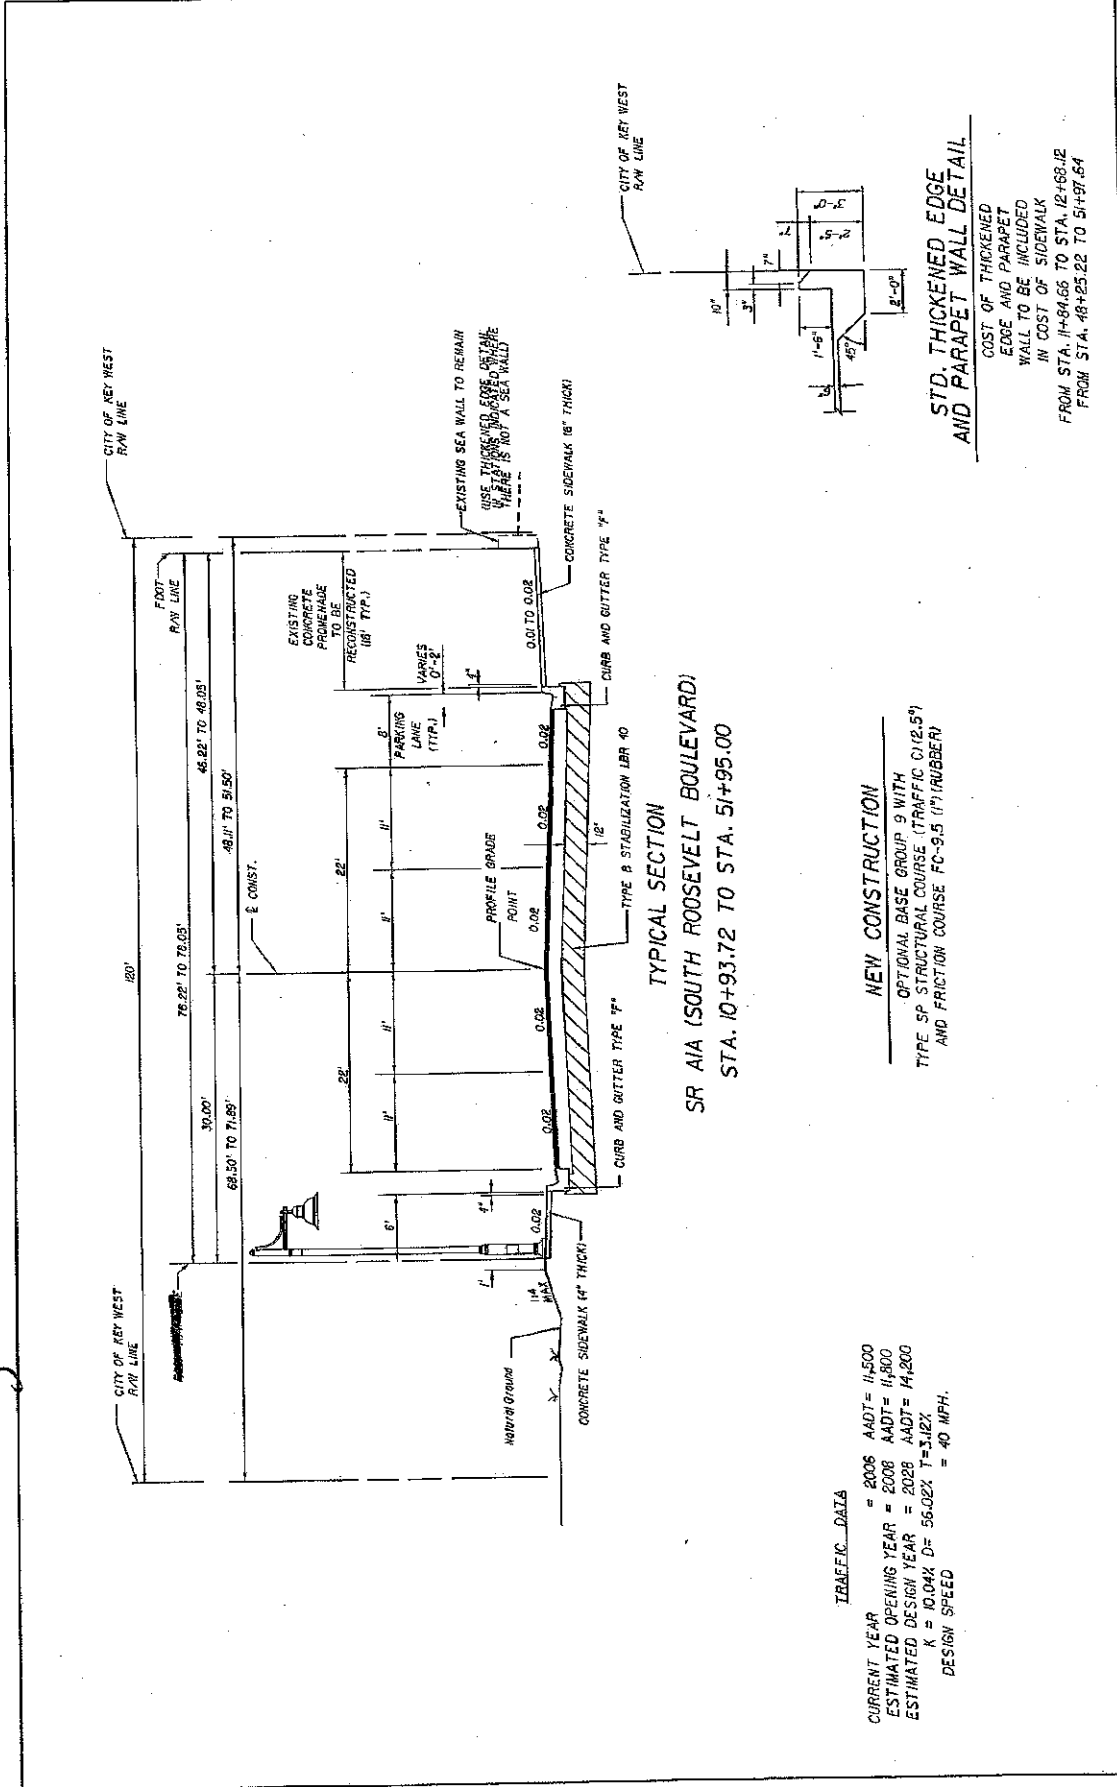 CITY OF KEY WEST
R/W LINE
CITY OF KEY WEST
R/W LINE
120'
FDOT
R/W LINE
76.22' TO 78.05'
30.00'
46.22' TO 48.05'
68.50' TO 71.89'
48.11' TO 51.50'
℄ CONST.
EXISTING
CONCRETE
PROMENADE
TO BE
RECONSTRUCTED
(18' TYP.)
VARIES
0'-2'
4"
22'
22'
11'
11'
11'
11'
8'
PARKING
LANE
(TYP.)
6'
4"
1'
1:4
MAX
Natural Ground
0.02
0.02
0.02
0.02
0.02
0.02
0.01 TO 0.02
PROFILE GRADE
POINT
EXISTING SEA WALL TO REMAIN
(USE THICKENED EDGE DETAIL
IN STATIONS INDICATED WHERE
THERE IS NOT A SEA WALL)
CONCRETE SIDEWALK (6" THICK)
CURB AND GUTTER TYPE "F"
12"
TYPE B STABILIZATION LBR 40
CURB AND GUTTER TYPE "F"
CONCRETE SIDEWALK (4" THICK)
TYPICAL SECTION
SR A1A (SOUTH ROOSEVELT BOULEVARD)
STA. 10+93.72 TO STA. 51+95.00
CITY OF KEY WEST
R/W LINE
10"
3"
7"
7"
1'-6"
2'-5"
3'-0"
45°
2'-0"
STD. THICKENED EDGE
AND PARAPET WALL DETAIL
COST OF THICKENED
EDGE AND PARAPET
WALL TO BE INCLUDED
IN COST OF SIDEWALK
FROM STA. 11+84.66 TO STA. 12+68.12
FROM STA. 48+25.22 TO 51+97.64
NEW CONSTRUCTION
OPTIONAL BASE GROUP 9 WITH
TYPE SP STRUCTURAL COURSE (TRAFFIC C) (2.5")
AND FRICTION COURSE FC-9.5 (1") (RUBBER)
TRAFFIC DATA
CURRENT YEAR = 2006 AADT = 11,500
ESTIMATED OPENING YEAR = 2008 AADT = 11,800
ESTIMATED DESIGN YEAR = 2028 AADT = 14,200
K = 10.04% D= 56.02% T=3.12%
DESIGN SPEED = 40 MPH.